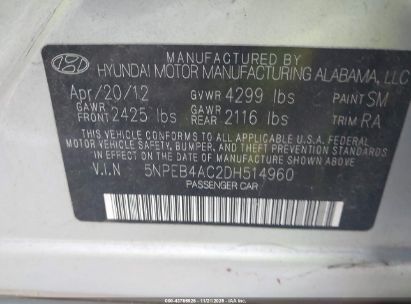 MANUFACTURED BY
HYUNDAI MOTOR MANUFACTURING ALABAMA, LLC
Apr/20/12 GVWR 4299 lbs PAINT SM
GAWR FRONT 2425 lbs GAWR REAR 2116 lbs TRIM RA
THIS VEHICLE CONFORMS TO ALL APPLICABLE U.S.A. FEDERAL
MOTOR VEHICLE SAFETY, BUMPER, AND THEFT PREVENTION STANDARDS
IN EFFECT ON THE DATE OF MANUFACTURE SHOWN ABOVE.
V.I.N 5NPEB4AC2DH514960
PASSENGER CAR